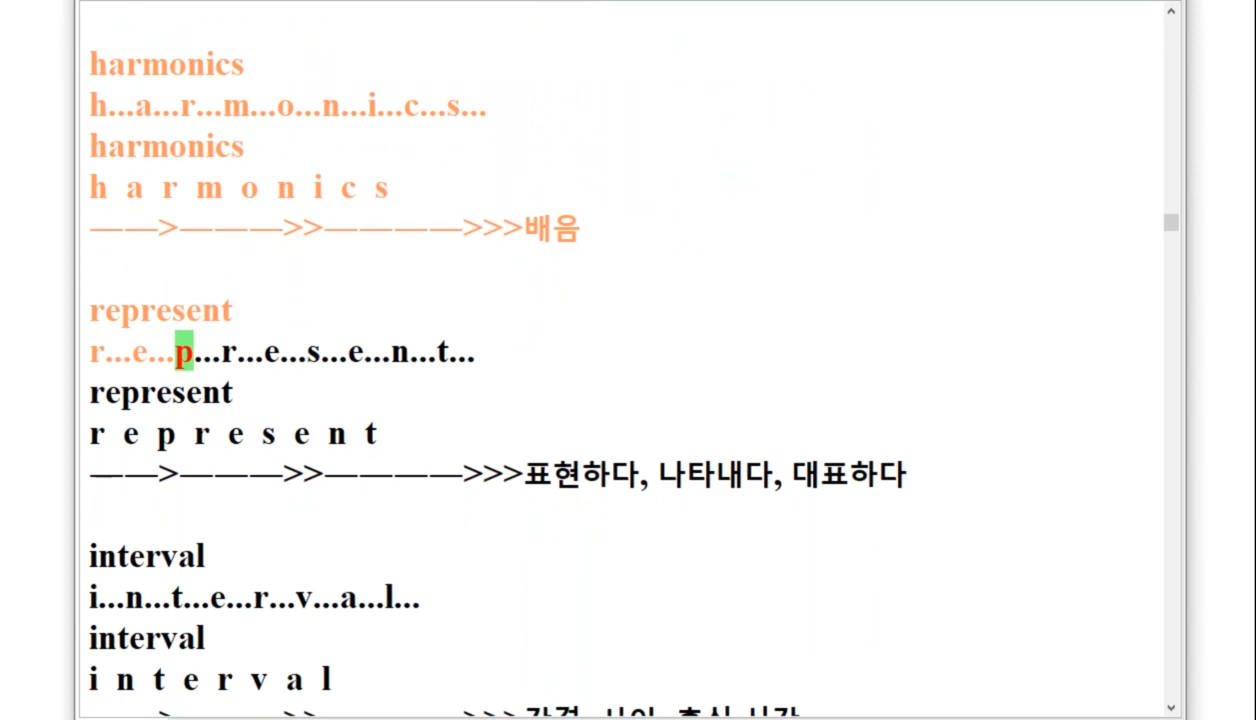 harmonics
h...a...r...m...o...n...i...c...s...
harmonics
h a r m o n i c s
——>———>>————>>>배음
represent
r...e...p...r...e...s...e...n...t...
represent
r e p r e s e n t
——>———>>————>>>표현하다, 나타내다, 대표하다
interval
i...n...t...e...r...v...a...l...
interval
i n t e r v a l